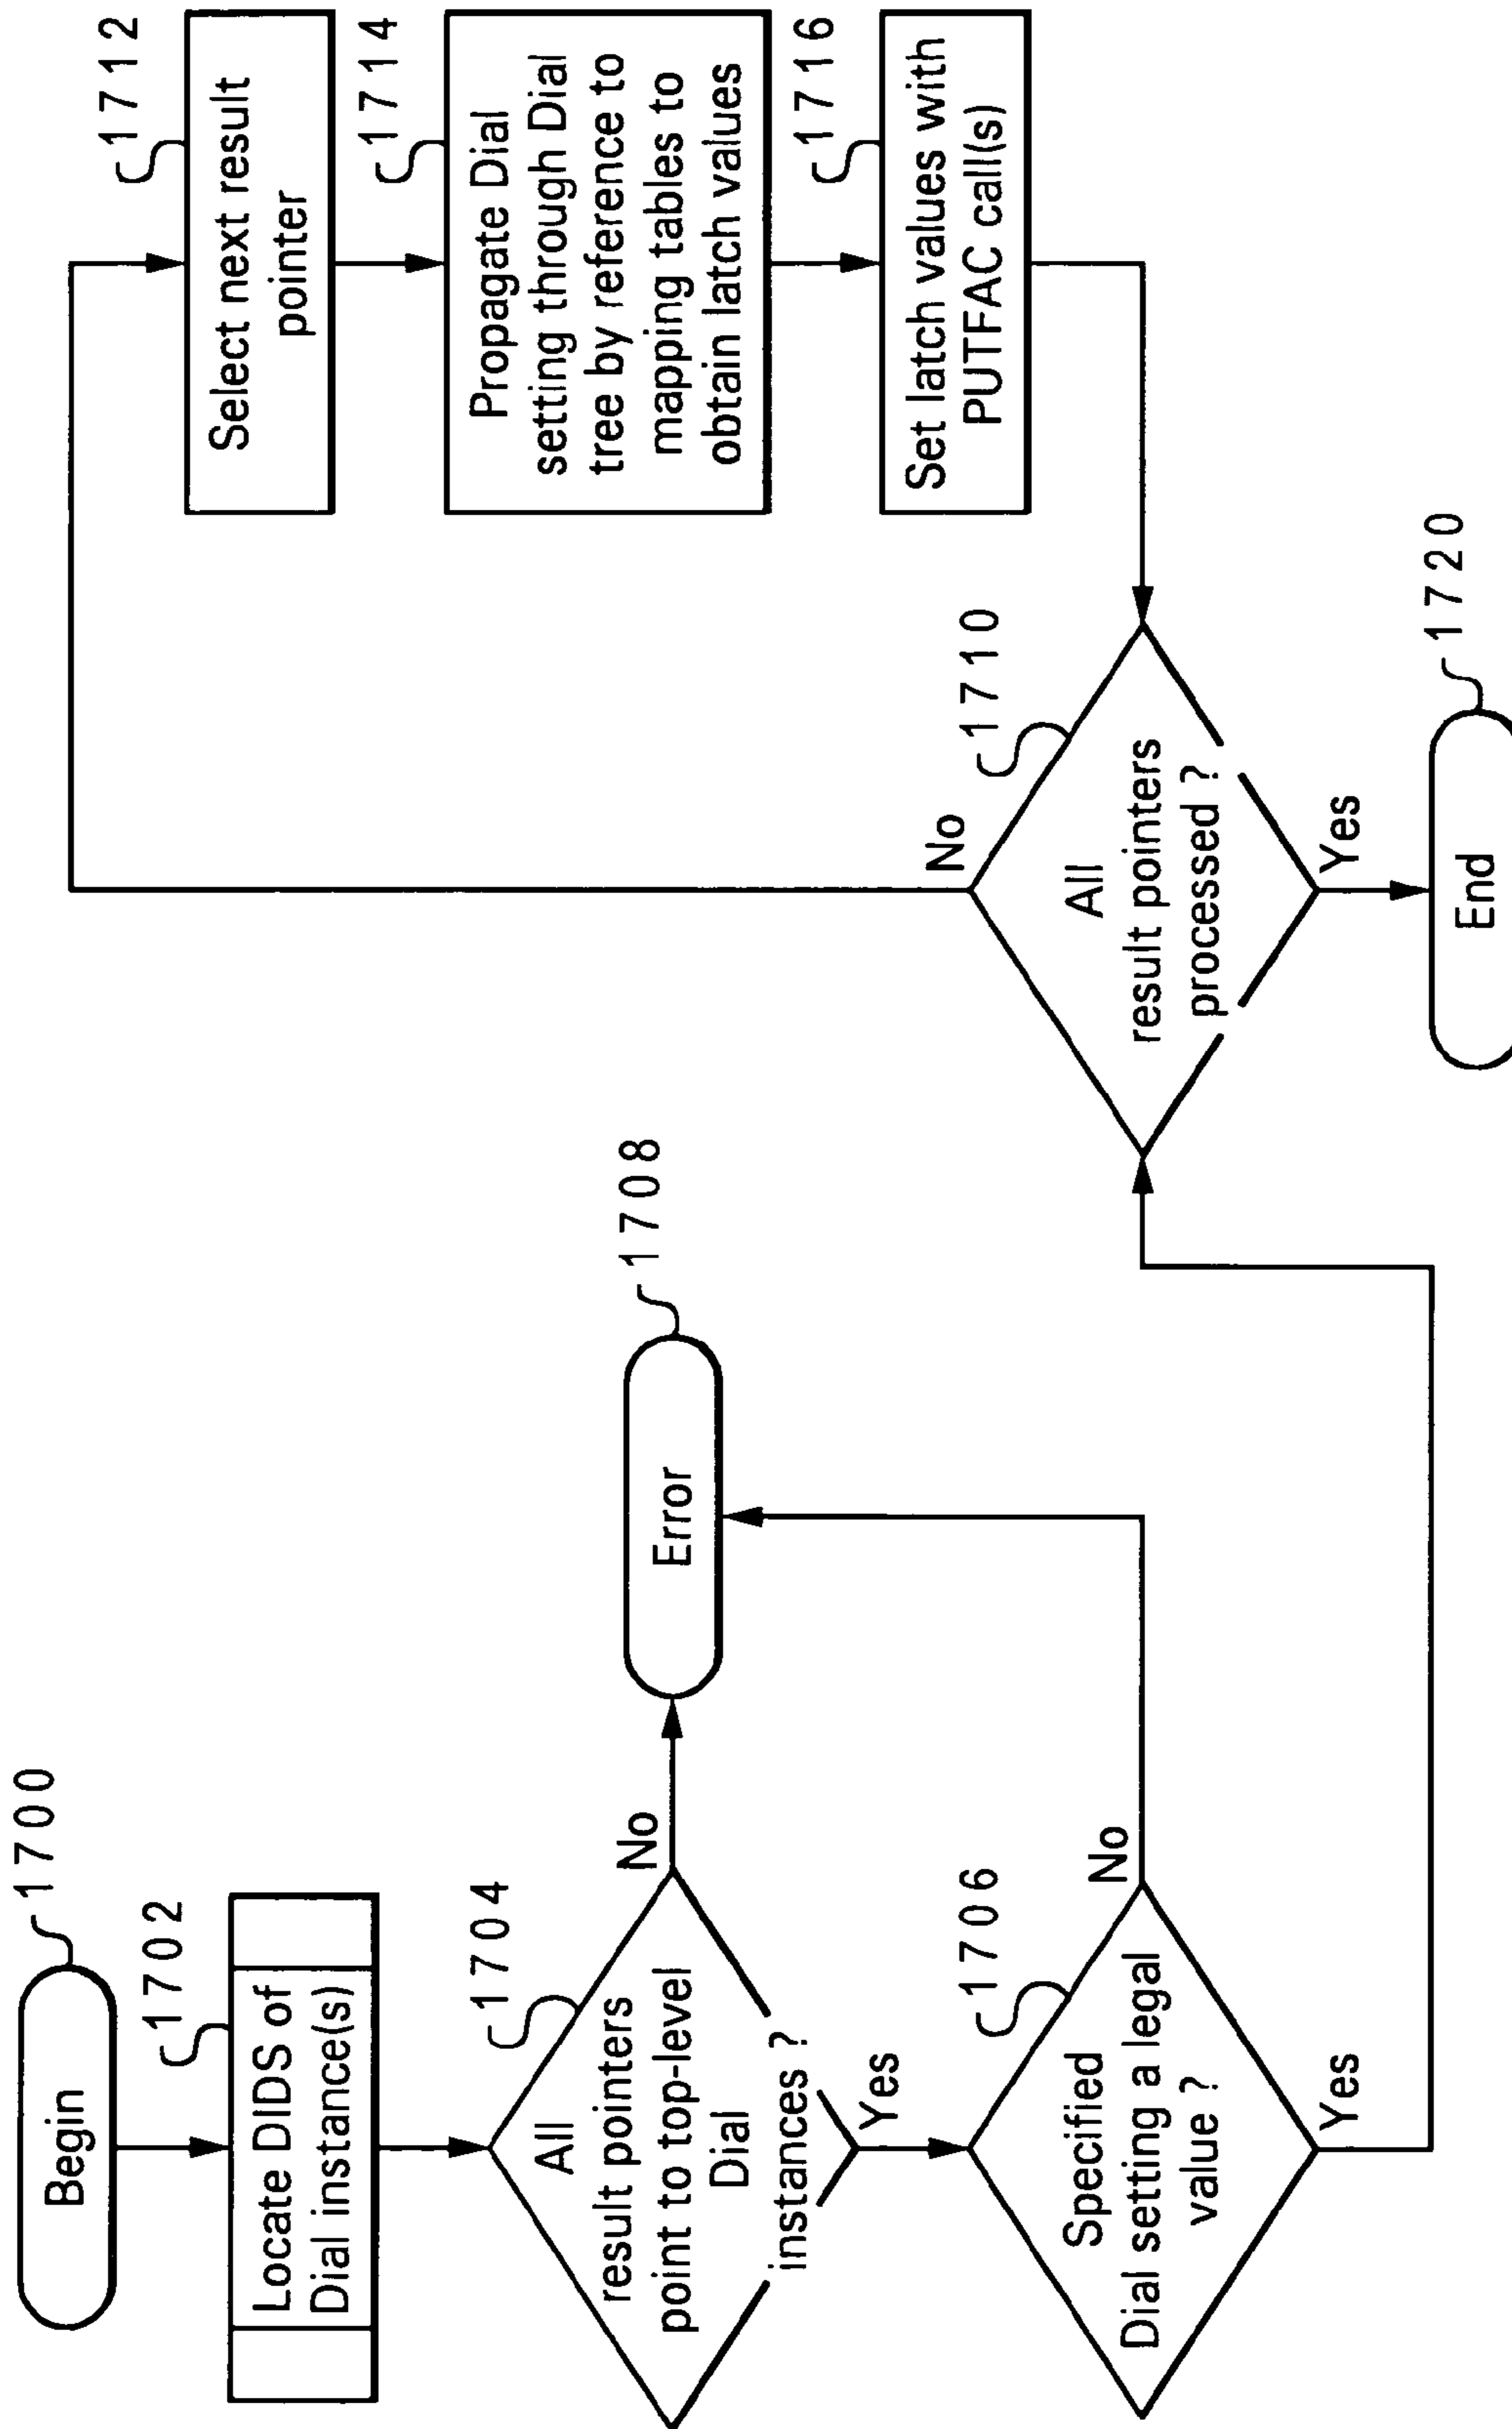 Begin
1700
1702
Locate DIDS of
Dial instance(s)
1704
All
result pointers
point to top-level
Dial
instances ?
No
Yes
Error
1708
1706
Specified
Dial setting a legal
value ?
No
Yes
1712
Select next result
pointer
1714
Propagate Dial
setting through Dial
tree by reference to
mapping tables to
obtain latch values
1716
Set latch values with
PUTFAC call(s)
No
1710
All
result pointers
processed ?
Yes
End
1720